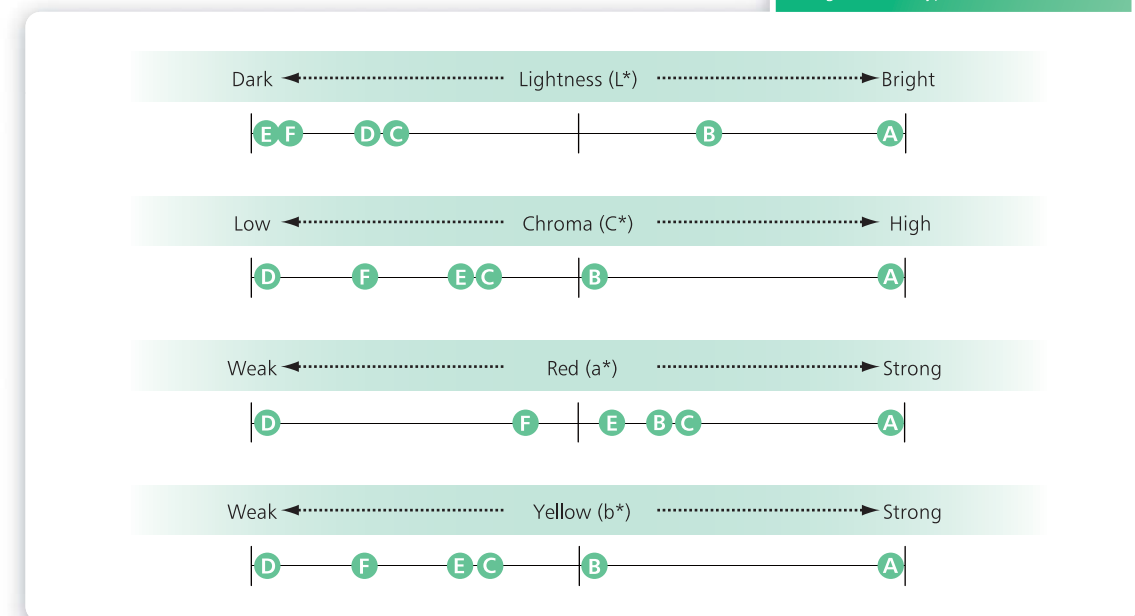 Dark Lightness (L*) Bright
E F D C B A
Low Chroma (C*) High
D F E C B A
Weak Red (a*) Strong
D F E B C A
Weak Yellow (b*) Strong
D F E C B A